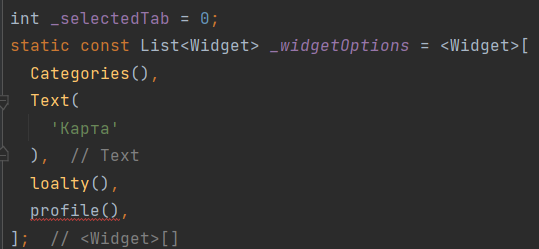 int _selectedTab = 0;
static const List<Widget> _widgetOptions = <Widget>[
Categories(),
Text(
'Карта'
), // Text
loalty(),
profile(),
]; // <Widget>[]